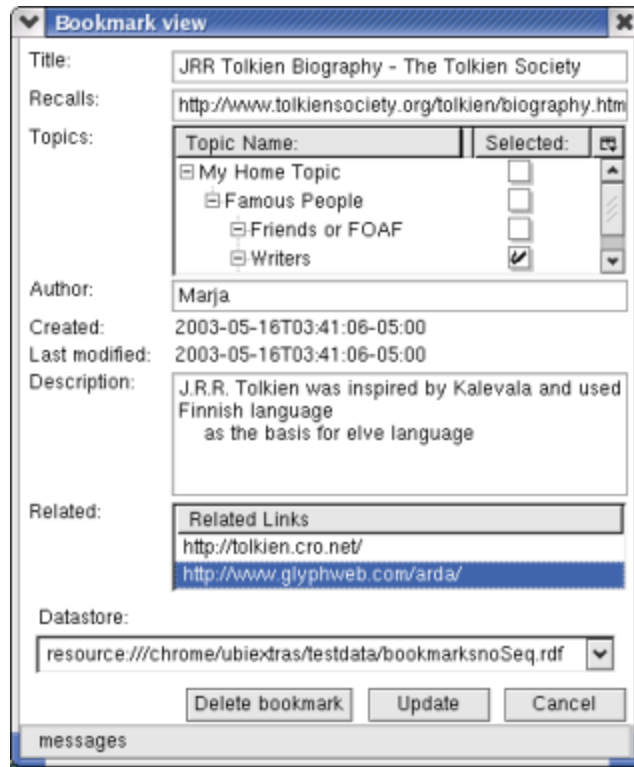 Bookmark view
Title: JRR Tolkien Biography - The Tolkien Society
Recalls: http://www.tolkiensociety.org/tolkien/biography.htm
Topics: Topic Name: Selected:
My Home Topic
Famous People
Friends or FOAF
Writers
Author: Marja
Created: 2003-05-16T03:41:06-05:00
Last modified: 2003-05-16T03:41:06-05:00
Description: J.R.R. Tolkien was inspired by Kalevala and used
Finnish language
as the basis for elve language
Related: Related Links
http://tolkien.cro.net/
http://www.glyphweb.com/arda/
Datastore:
resource:///chrome/ubiextras/testdata/bookmarksnoSeq.rdf
Delete bookmark Update Cancel
messages